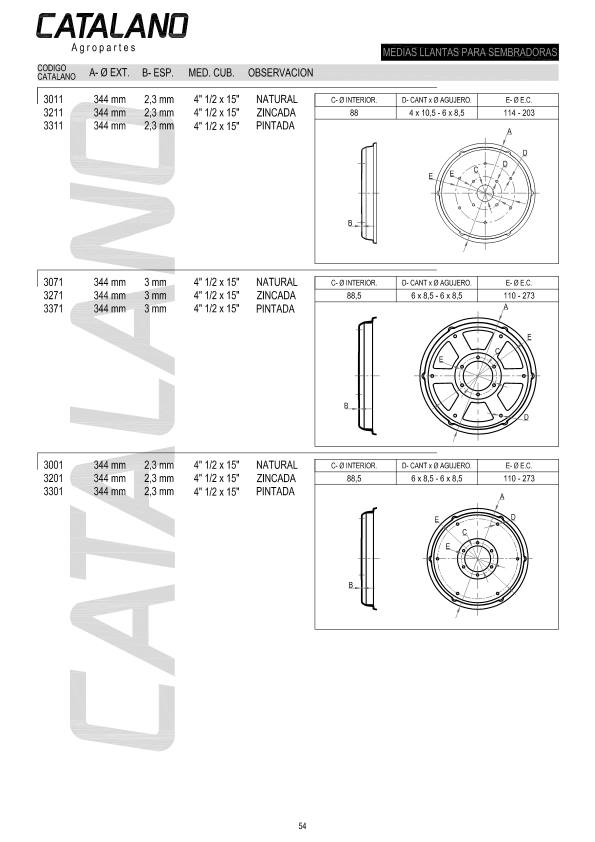 CATALANO
Agropartes
MEDIAS LLANTAS PARA SEMBRADORAS
CODIGO CATALANO A- Ø EXT. B- ESP. MED. CUB. OBSERVACION
3011 344 mm 2,3 mm 4" 1/2 x 15" NATURAL
3211 344 mm 2,3 mm 4" 1/2 x 15" ZINCADA
3311 344 mm 2,3 mm 4" 1/2 x 15" PINTADA
C- Ø INTERIOR. D- CANT x Ø AGUJERO. E- Ø E.C.
88 4 x 10,5 - 6 x 8,5 114 - 203
A
D
D
C
E
E
B
3071 344 mm 3 mm 4" 1/2 x 15" NATURAL
3271 344 mm 3 mm 4" 1/2 x 15" ZINCADA
3371 344 mm 3 mm 4" 1/2 x 15" PINTADA
C- Ø INTERIOR. D- CANT x Ø AGUJERO. E- Ø E.C.
88,5 6 x 8,5 - 6 x 8,5 110 - 273
A
E
C
E
B
D
3001 344 mm 2,3 mm 4" 1/2 x 15" NATURAL
3201 344 mm 2,3 mm 4" 1/2 x 15" ZINCADA
3301 344 mm 2,3 mm 4" 1/2 x 15" PINTADA
C- Ø INTERIOR. D- CANT x Ø AGUJERO. E- Ø E.C.
88,5 6 x 8,5 - 6 x 8,5 110 - 273
A
E
D
C
E
B
CATALANO CATALANO
54